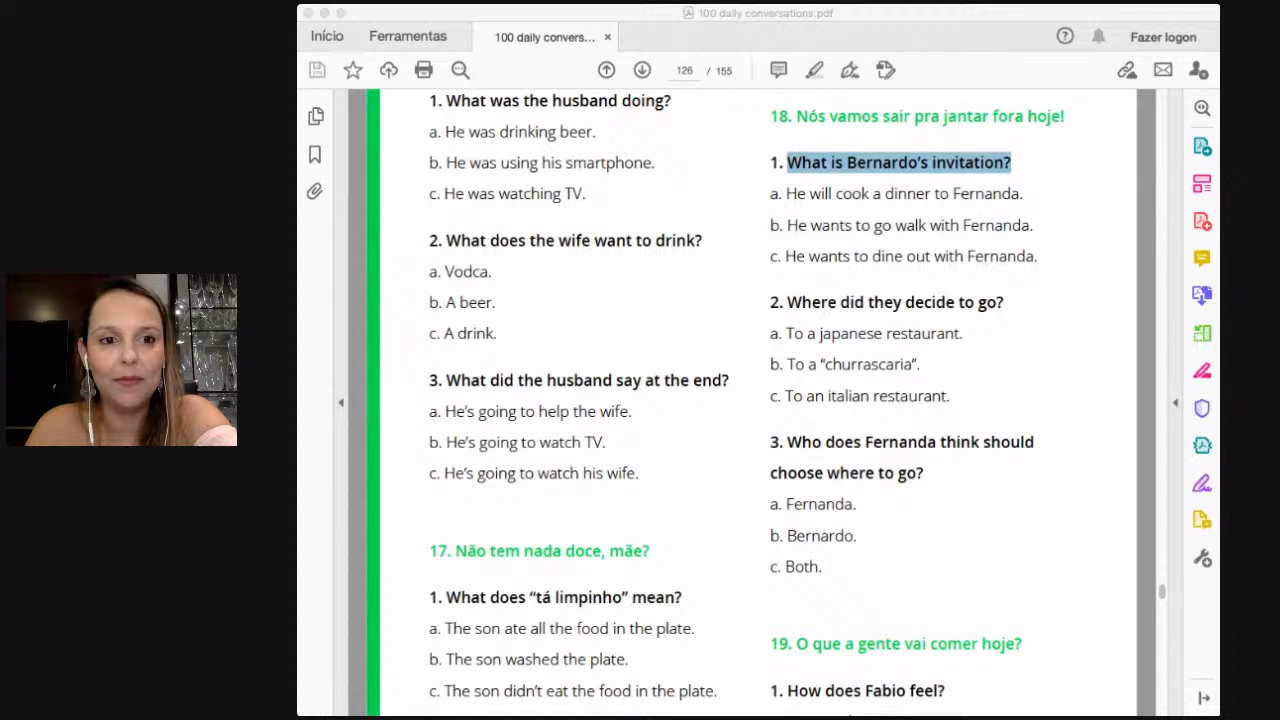 100 daily conversations.pdf
Início
Ferramentas
100 daily convers... ×
Fazer logon
126 / 155
1. What was the husband doing?
a. He was drinking beer.
b. He was using his smartphone.
c. He was watching TV.
2. What does the wife want to drink?
a. Vodca.
b. A beer.
c. A drink.
3. What did the husband say at the end?
a. He’s going to help the wife.
b. He’s going to watch TV.
c. He’s going to watch his wife.
17. Não tem nada doce, mãe?
1. What does “tá limpinho” mean?
a. The son ate all the food in the plate.
b. The son washed the plate.
c. The son didn’t eat the food in the plate.
18. Nós vamos sair pra jantar fora hoje!
1. What is Bernardo’s invitation?
a. He will cook a dinner to Fernanda.
b. He wants to go walk with Fernanda.
c. He wants to dine out with Fernanda.
2. Where did they decide to go?
a. To a japanese restaurant.
b. To a “churrascaria”.
c. To an italian restaurant.
3. Who does Fernanda think should
choose where to go?
a. Fernanda.
b. Bernardo.
c. Both.
19. O que a gente vai comer hoje?
1. How does Fabio feel?